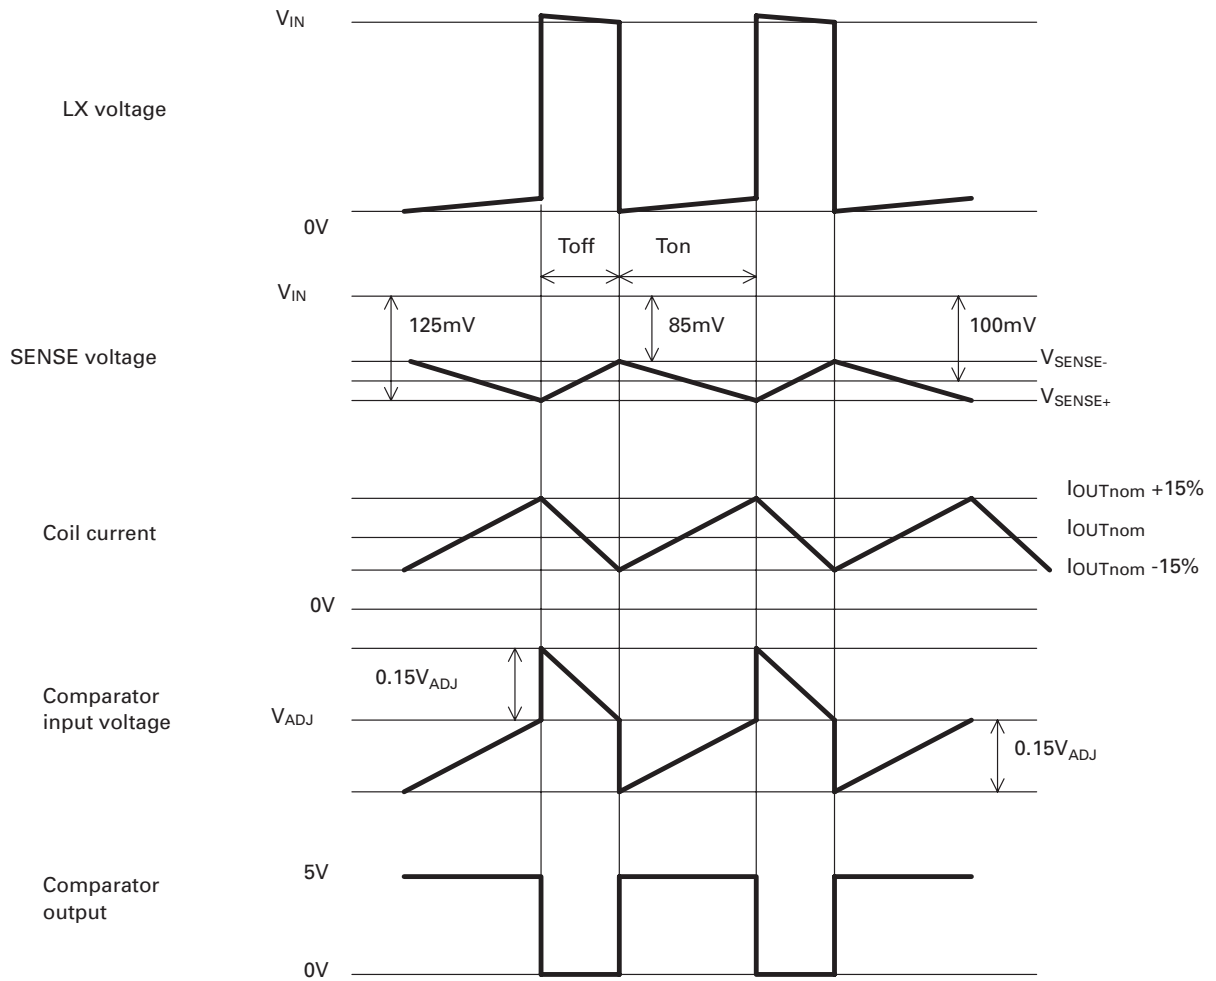 VIN
LX voltage
0V
Toff
Ton
VIN
125mV
85mV
100mV
SENSE voltage
VSENSE-
VSENSE+
IOUTnom +15%
Coil current
IOUTnom
IOUTnom -15%
0V
0.15VADJ
Comparator
input voltage
VADJ
0.15VADJ
5V
Comparator
output
0V